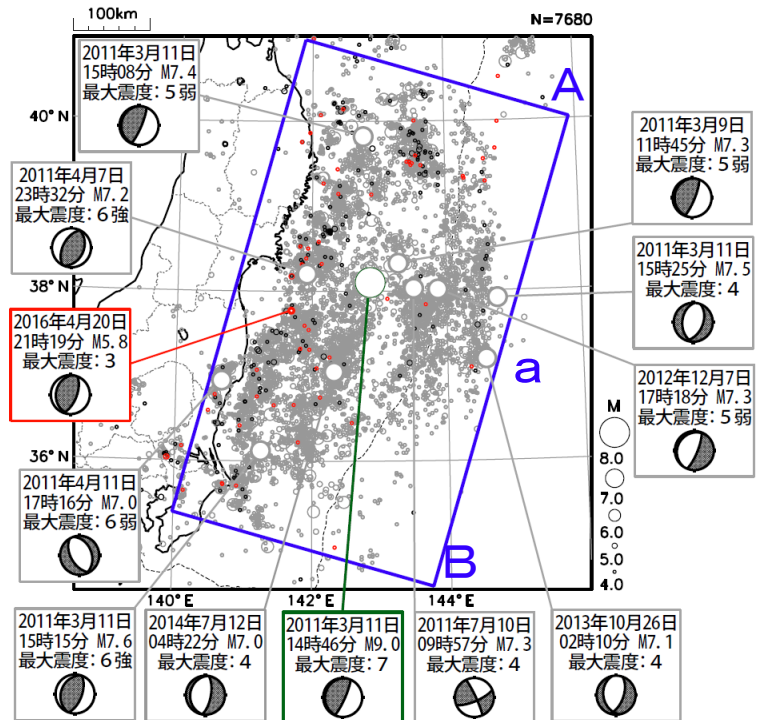 100km
N=7680
2011年3月11日
15時08分 M7.4
最大震度:5弱
A
40°N
2011年3月9日
11時45分 M7.3
最大震度:5弱
2011年4月7日
23時32分 M7.2
最大震度:6強
2011年3月11日
15時25分 M7.5
最大震度:4
38°N
2016年4月20日
21時19分 M5.8
最大震度:3
a
2012年12月7日
17時18分 M7.3
最大震度:5弱
M
8.0
7.0
6.0
5.0
4.0
36°N
2011年4月11日
17時16分 M7.0
最大震度:6弱
B
140°E
142°E
144°E
2011年3月11日
15時15分 M7.6
最大震度:6強
2014年7月12日
04時22分 M7.0
最大震度:4
2011年3月11日
14時46分 M9.0
最大震度:7
2011年7月10日
09時57分 M7.3
最大震度:4
2013年10月26日
02時10分 M7.1
最大震度:4